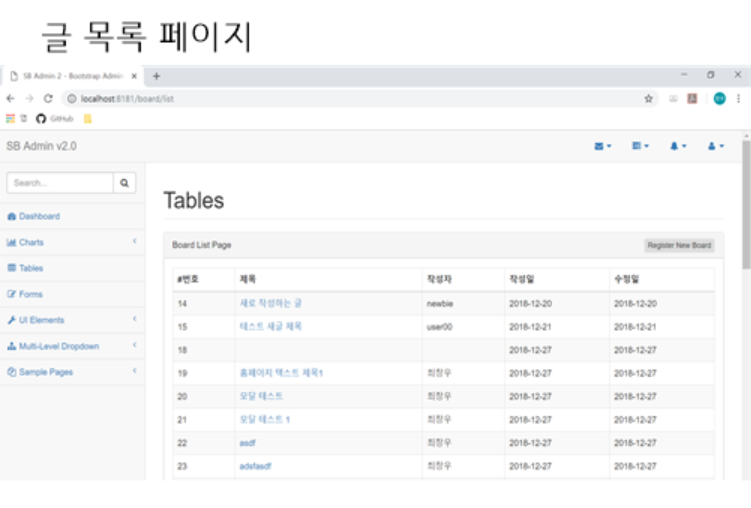 글 목록 페이지
SB Admin 2 - Bootstrap Admin
localhost:8181/board/list
GitHub
SB Admin v2.0
Search...
Dashboard
Charts
Tables
Forms
UI Elements
Multi-Level Dropdown
Sample Pages
Tables
Board List Page Register New Board
#번호 제목 작성자 작성일 수정일
14 새로 작성하는 글 newbie 2018-12-20 2018-12-20
15 테스트 새글 제목 user00 2018-12-21 2018-12-21
18 2018-12-27 2018-12-27
19 홈페이지 텍스트 제목1 최창우 2018-12-27 2018-12-27
20 모달 테스트 최창우 2018-12-27 2018-12-27
21 모달 테스트 1 최창우 2018-12-27 2018-12-27
22 asdf 최창우 2018-12-27 2018-12-27
23 adsfasdf 최창우 2018-12-27 2018-12-27